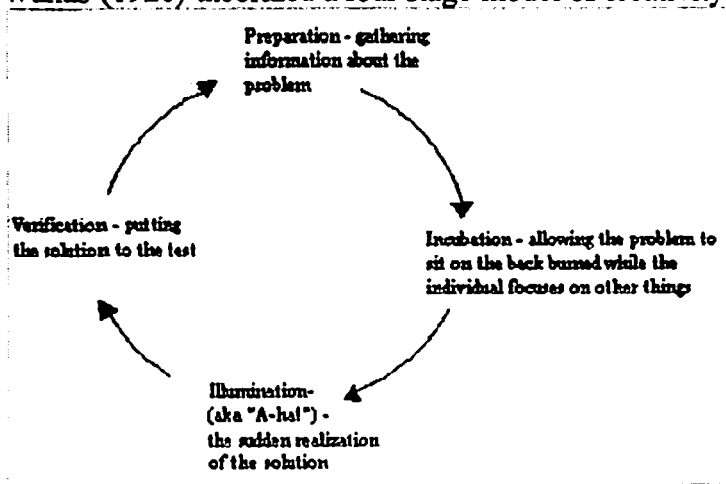 Preparation - gathering
information about the
problem
Incubation - allowing the problem to
sit on the back burned while the
individual focuses on other things
Illumination-
(aka "A-ha!") -
the sudden realization
of the solution
Verification - putting
the solution to the test